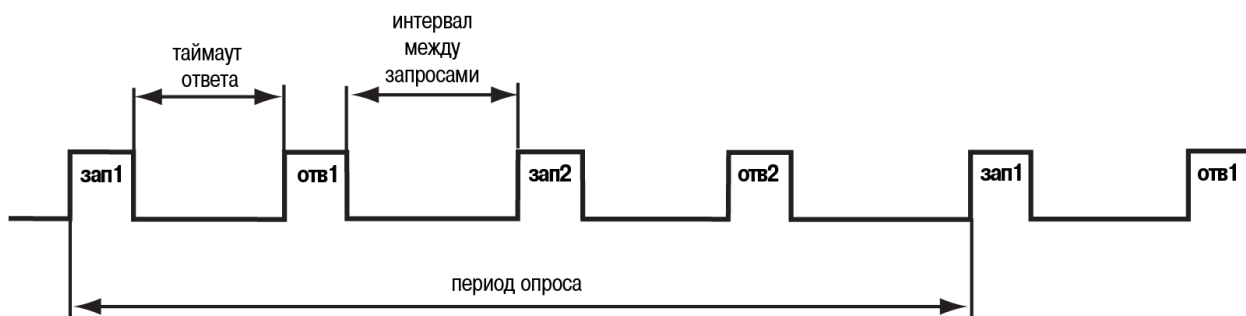 таймаут
ответа
интервал
между
запросами
зап1
отв1
зап2
отв2
зап1
отв1
период опроса